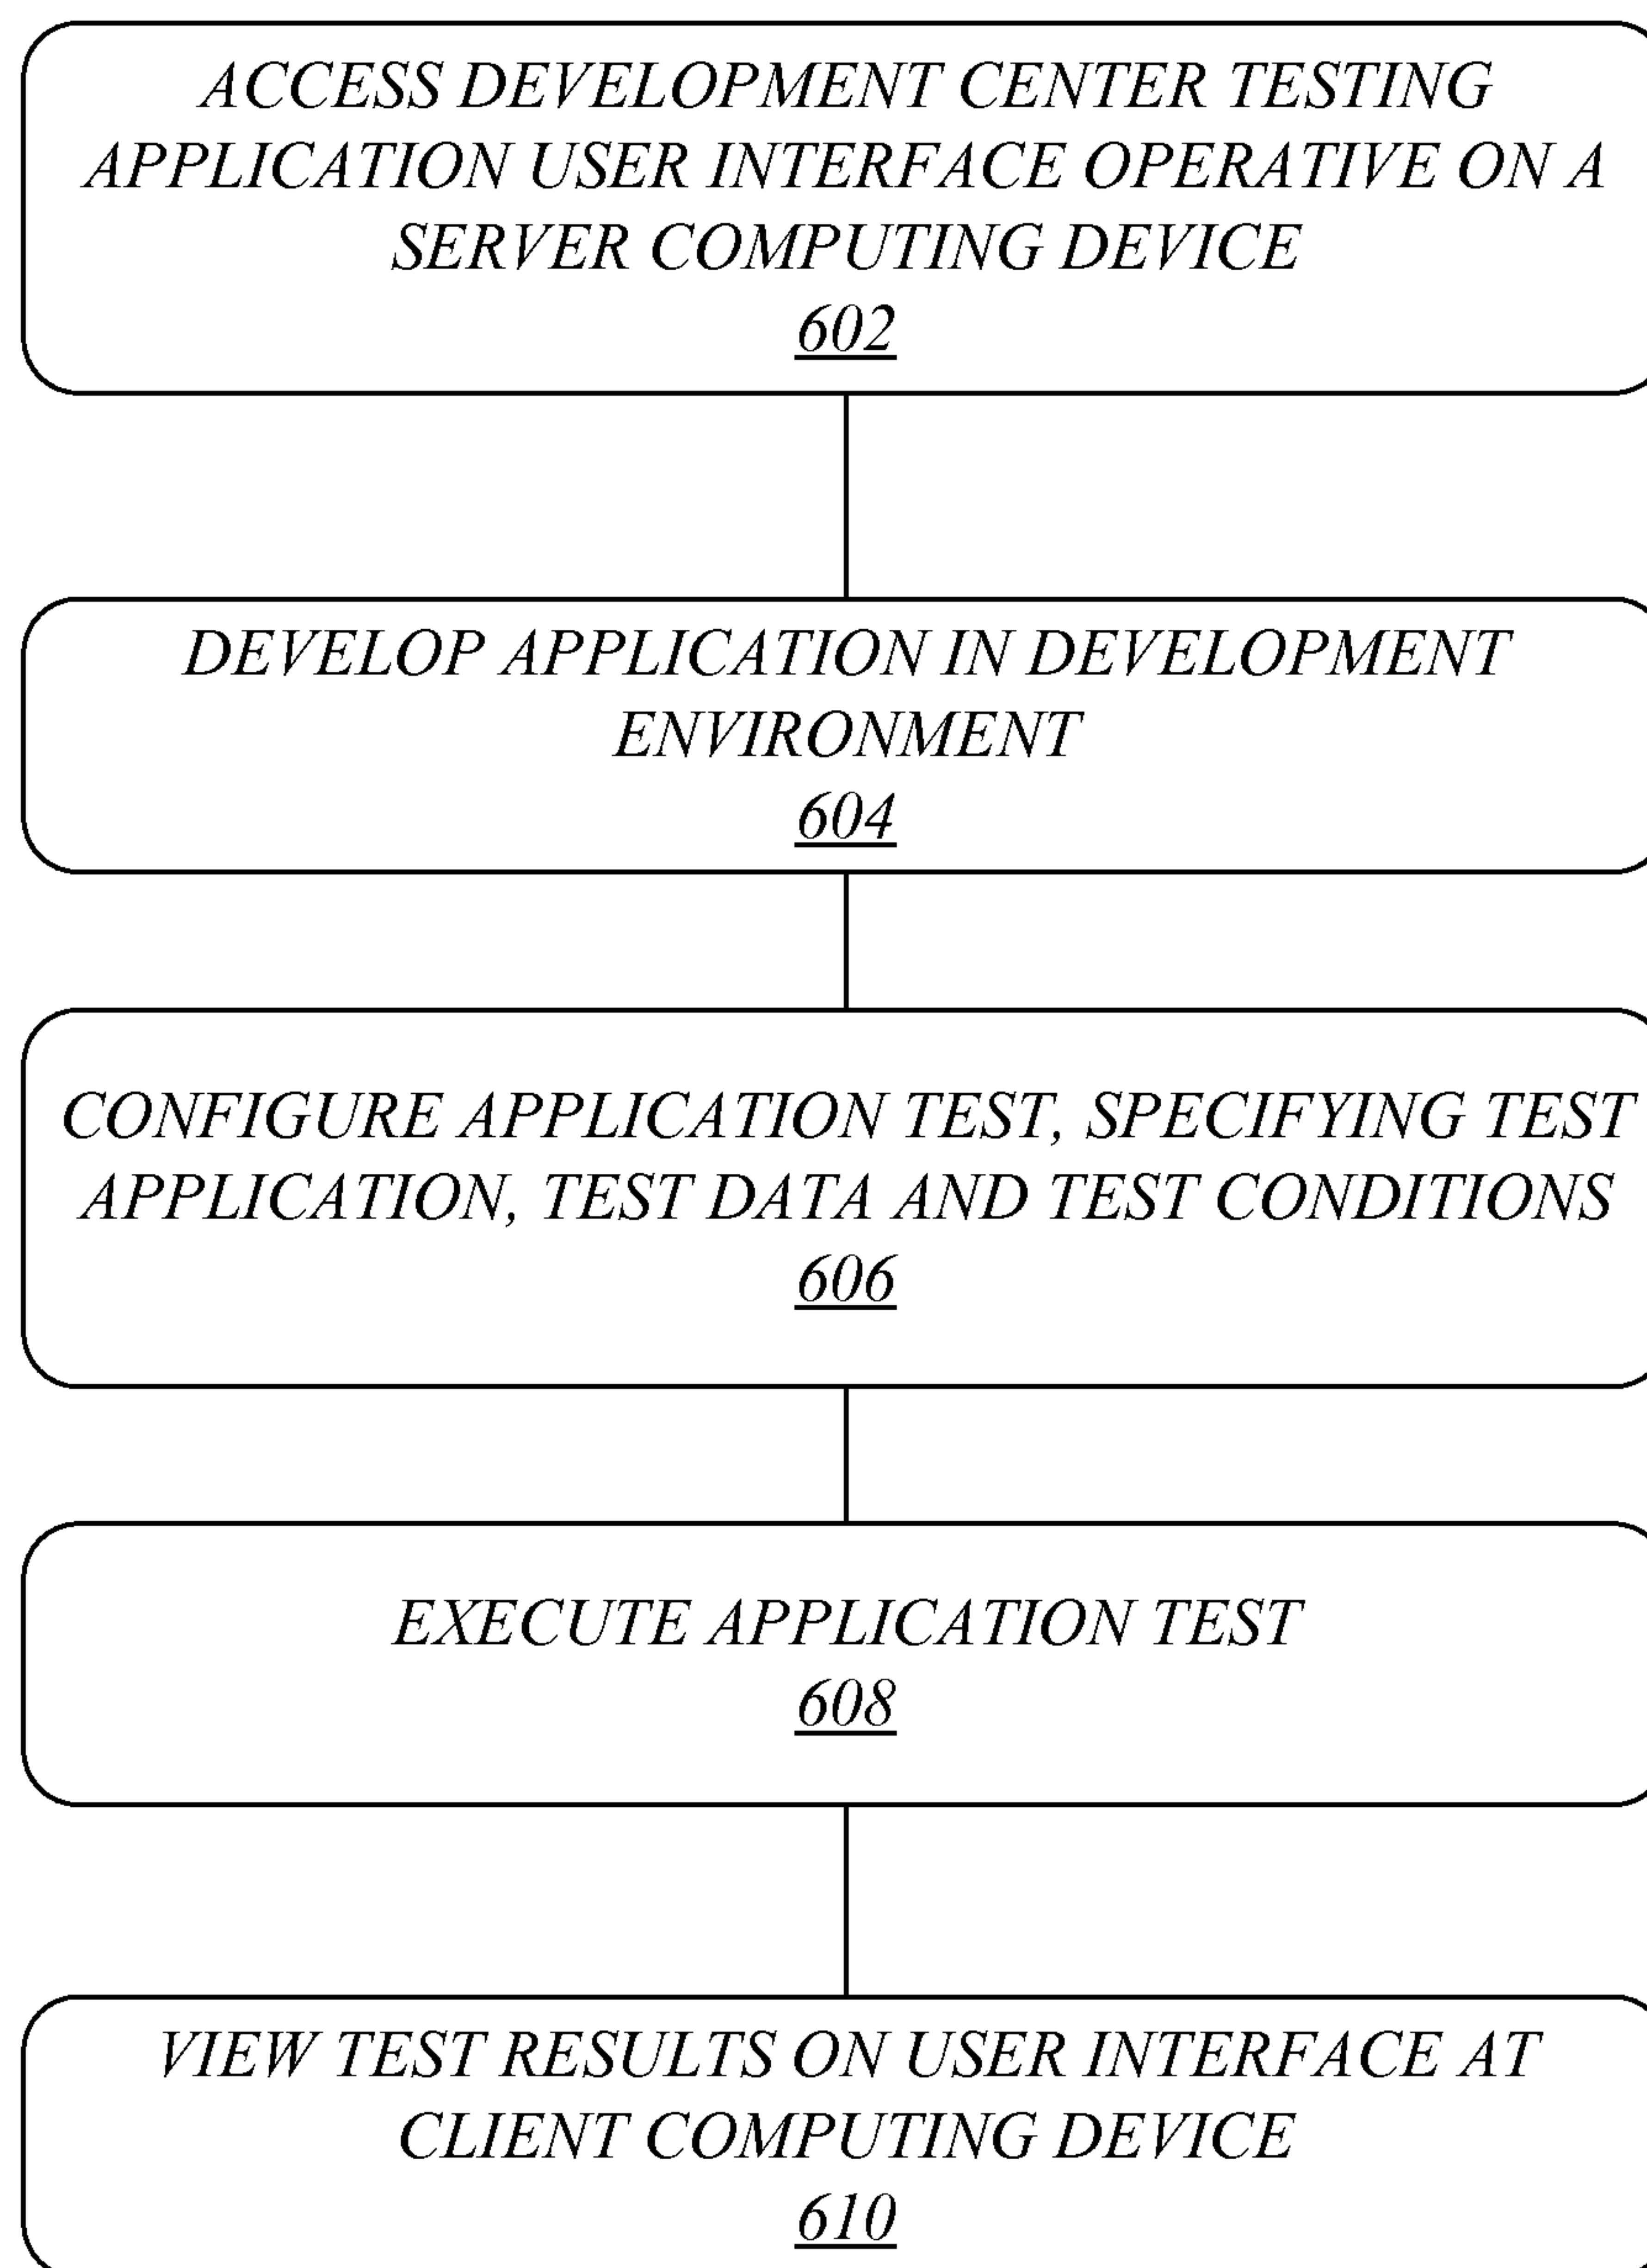 ACCESS DEVELOPMENT CENTER TESTING
APPLICATION USER INTERFACE OPERATIVE ON A
SERVER COMPUTING DEVICE
602
DEVELOP APPLICATION IN DEVELOPMENT
ENVIRONMENT
604
CONFIGURE APPLICATION TEST, SPECIFYING TEST
APPLICATION, TEST DATA AND TEST CONDITIONS
606
EXECUTE APPLICATION TEST
608
VIEW TEST RESULTS ON USER INTERFACE AT
CLIENT COMPUTING DEVICE
610